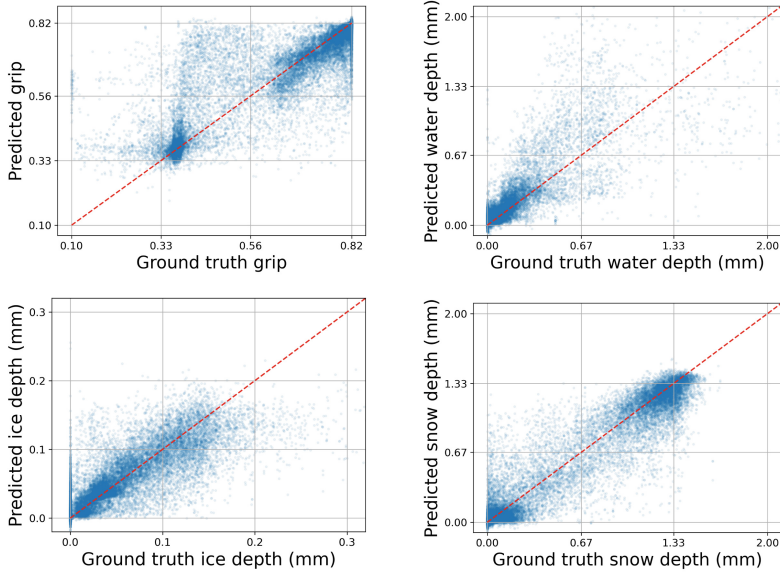 0.82
0.56
0.33
0.10
Predicted grip
0.10 0.33 0.56 0.82
Ground truth grip
2.00
1.33
0.67
0.00
Predicted water depth (mm)
0.00 0.67 1.33 2.00
Ground truth water depth (mm)
0.3
0.2
0.1
0.0
Predicted ice depth (mm)
0.0 0.1 0.2 0.3
Ground truth ice depth (mm)
2.00
1.33
0.67
0.00
Predicted snow depth (mm)
0.00 0.67 1.33 2.00
Ground truth snow depth (mm)